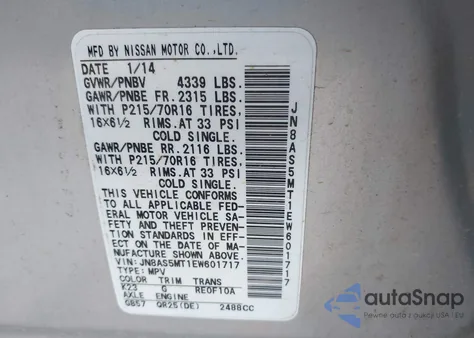 MFD BY NISSAN MOTOR CO.,LTD.
DATE 1/14
GVWR/PNBV 4339 LBS.
GAWR/PNBE FR. 2315 LBS.
WITH P215/70R16 TIRES,
16X6½ RIMS. AT 33 PSI
COLD SINGLE.
GAWR/PNBE RR. 2116 LBS.
WITH P215/70R16 TIRES,
16X6½ RIMS. AT 33 PSI
COLD SINGLE.
THIS VEHICLE CONFORMS
TO ALL APPLICABLE FED-
ERAL MOTOR VEHICLE SA-
FETY AND THEFT PREVENTION
STANDARDS IN EFF-
ECT ON THE DATE OF MA-
NUFACTURE SHOWN ABOVE
VIN: JN8AS5MT1EW601717
TYPE: MPV
COLOR TRIM TRANS
K23 G RE0F10A
AXLE ENGINE
GB57 QR25(DE) 2488CC
JN8AS5MT1EW601717
autoSnap
REVEAL EVERY DETAIL